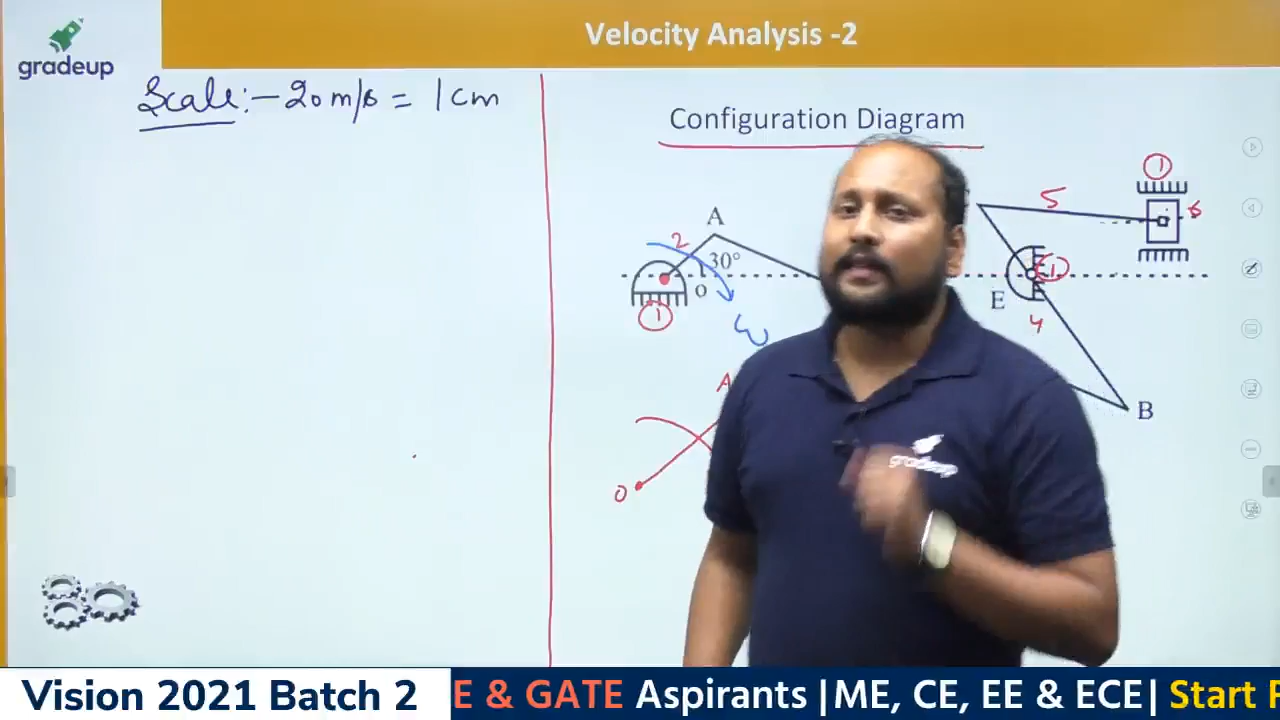 gradeup
Velocity Analysis -2
Scale:- 20 m/s = 1 cm
Configuration Diagram
1
5
6
A
2
30°
1
E
O
1
4
ω
A
B
gradeup
O
Vision 2021 Batch 2
E & GATE Aspirants |ME, CE, EE & ECE| Start